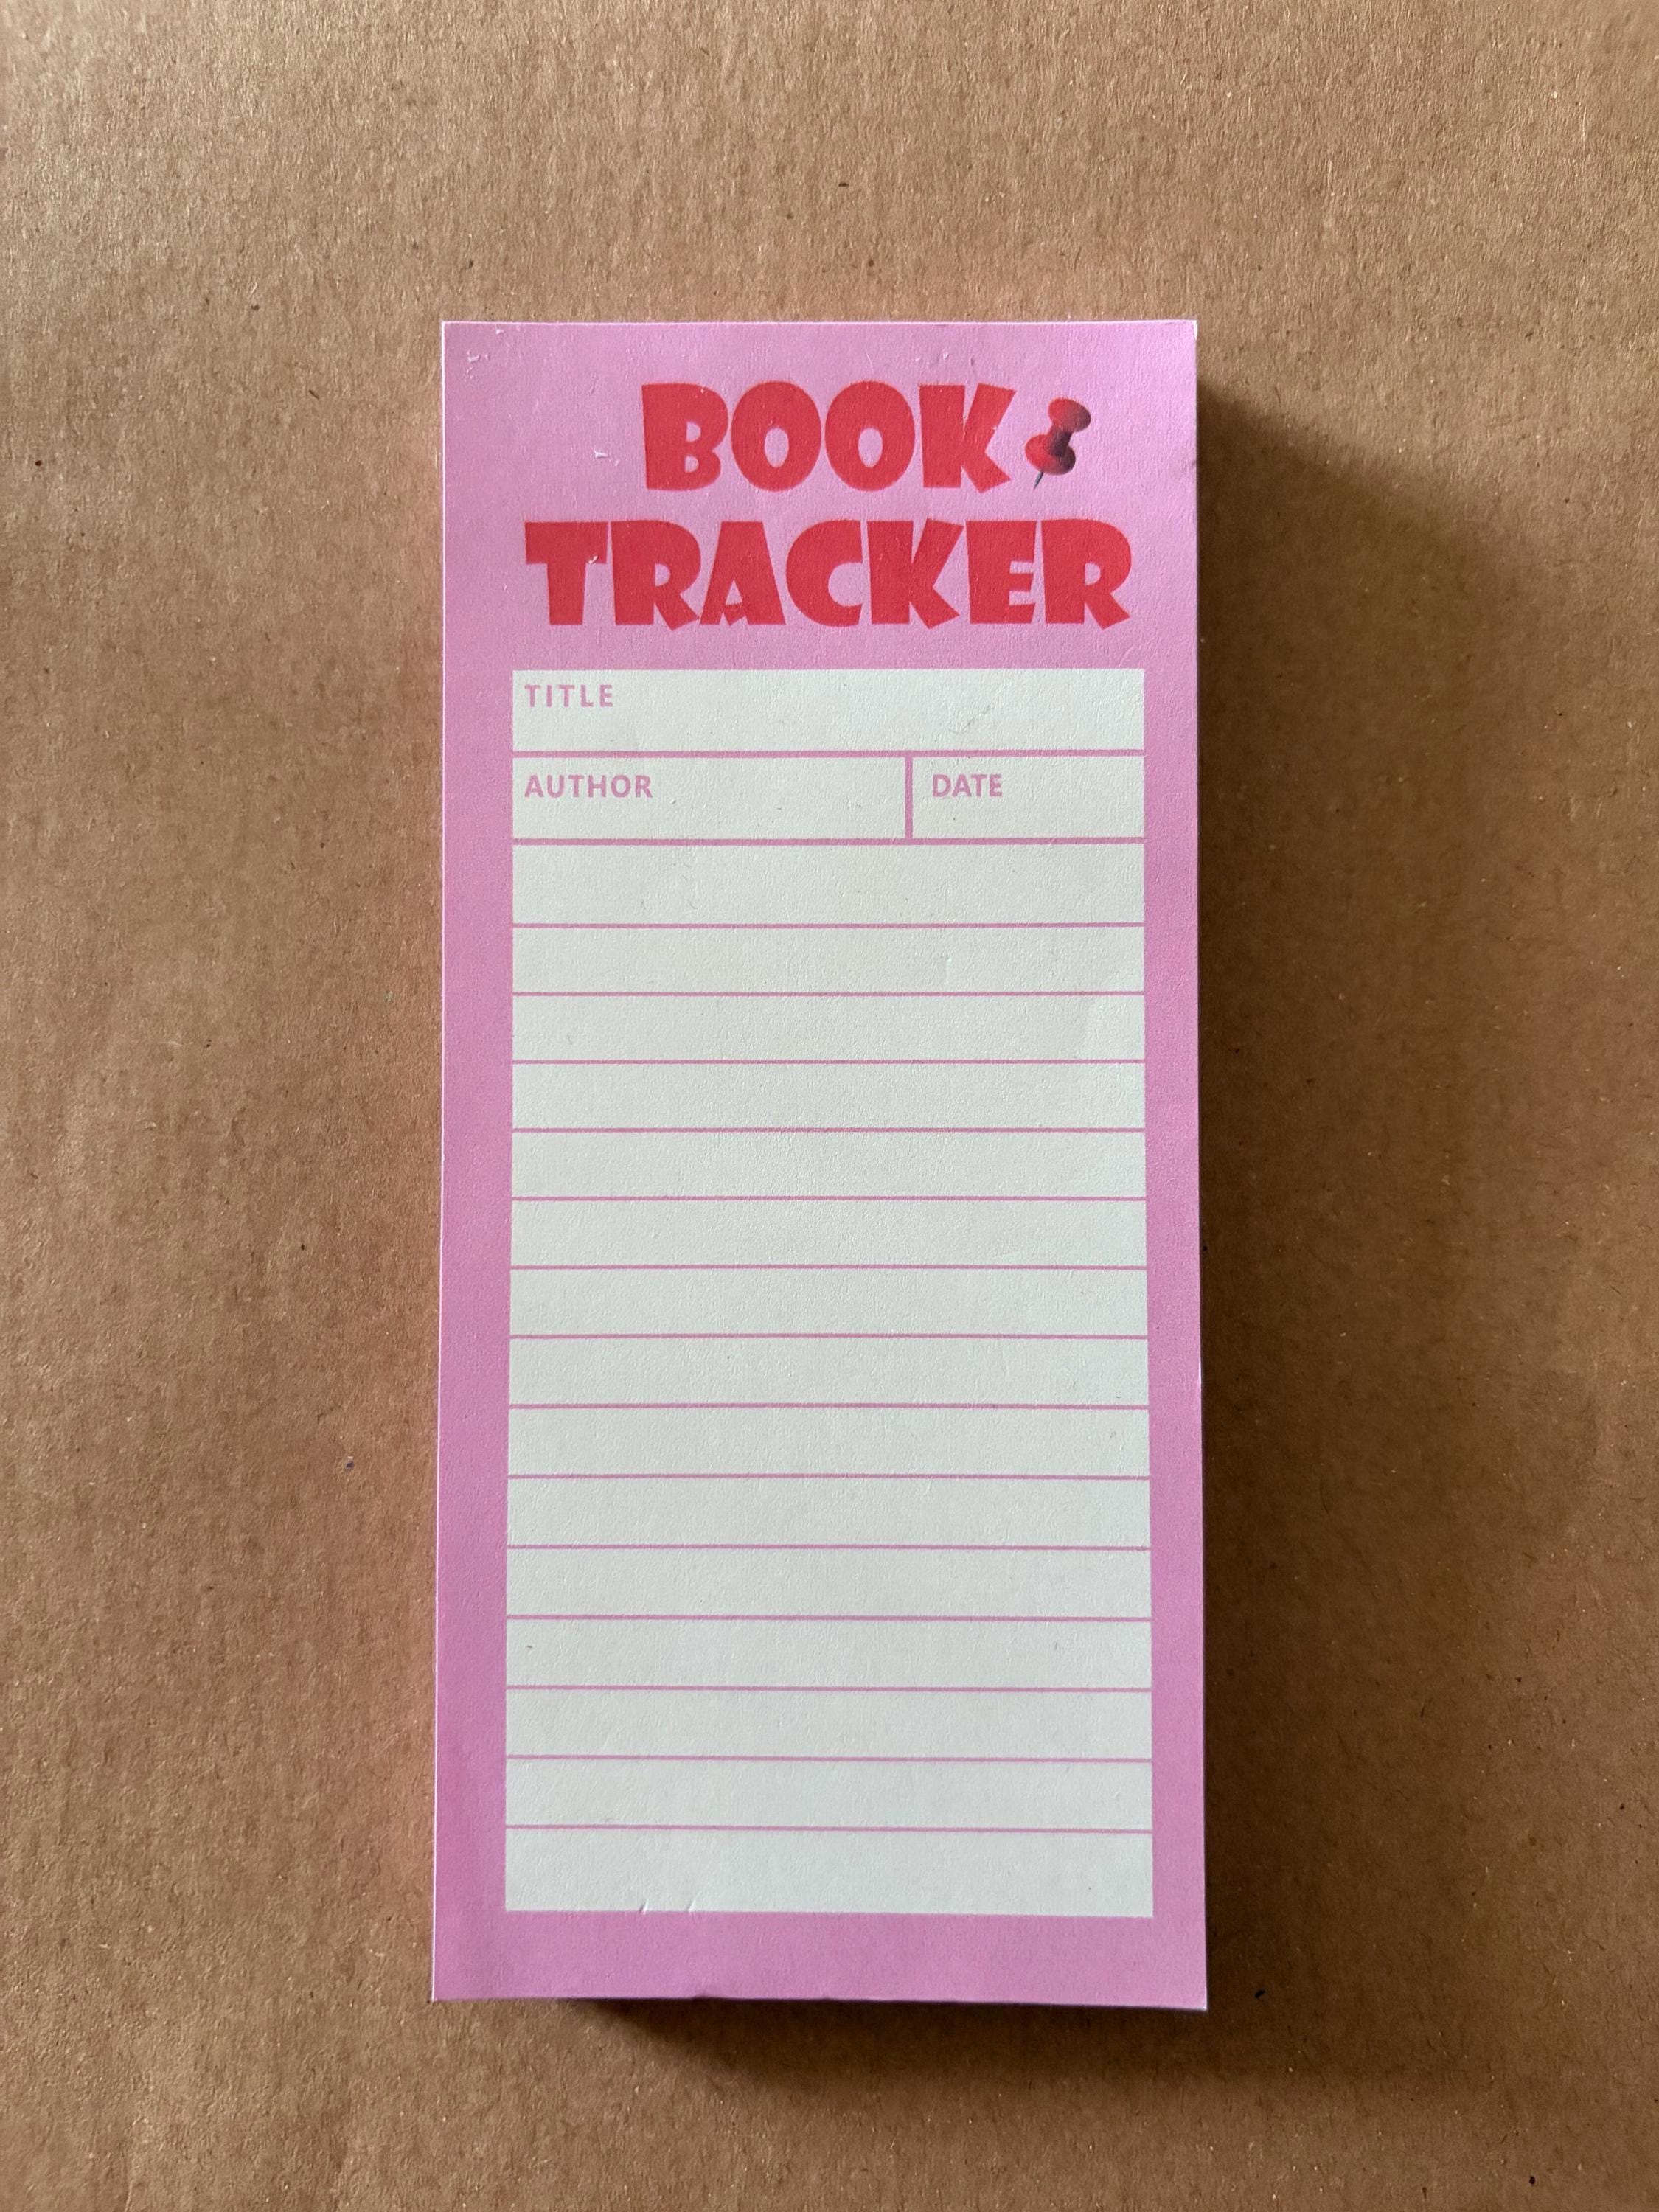 BOOK
TRACKER
TITLE
AUTHOR DATE